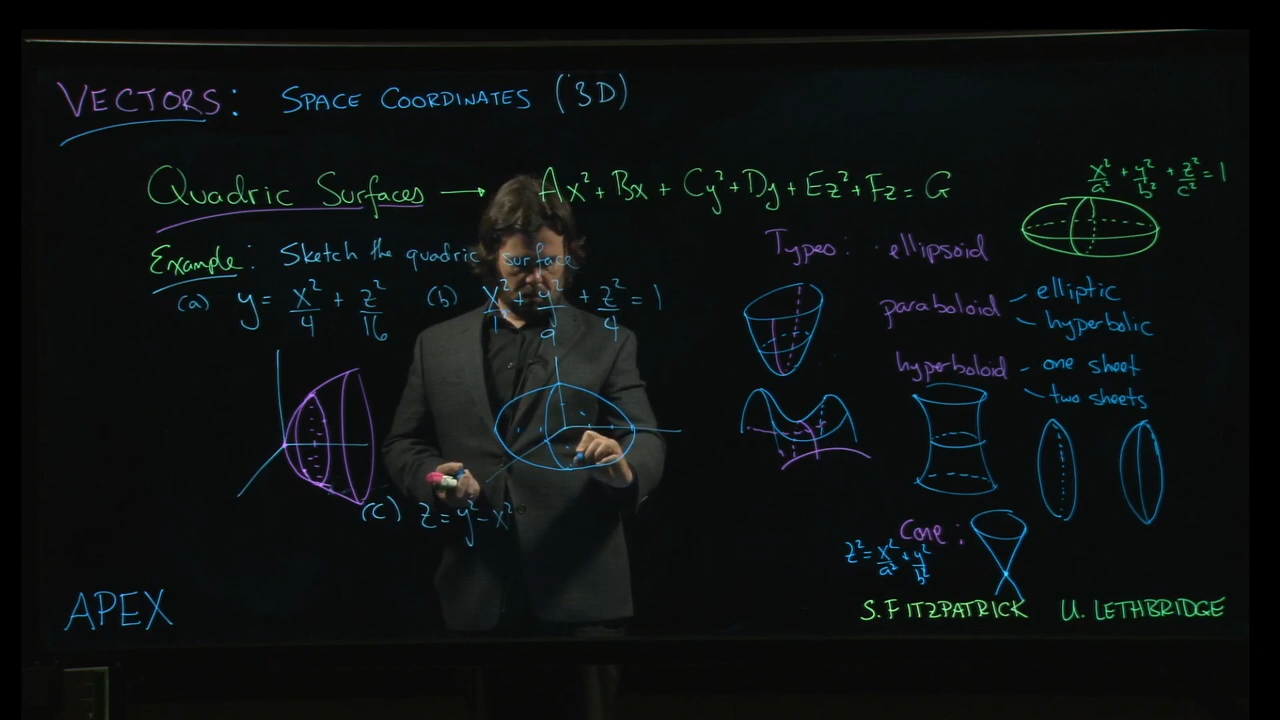 VECTORS: SPACE COORDINATES (3D)
Quadric Surfaces → Ax² + Bx + Cy² + Dy + Ez² + Fz = G
x²/a² + y²/b² + z²/c² = 1
Example: Sketch the quadric surface
(a) y = x²/4 + z²/16 (b) x²/ + y²/9 + z²/4 = 1
(c) z = y² - x²
Types: · ellipsoid
paraboloid - elliptic
- hyperbolic
hyperboloid - one sheet
- two sheets
Cone:
z² = x²/a² + y²/b²
APEX
S. FITZPATRICK U. LETHBRIDGE